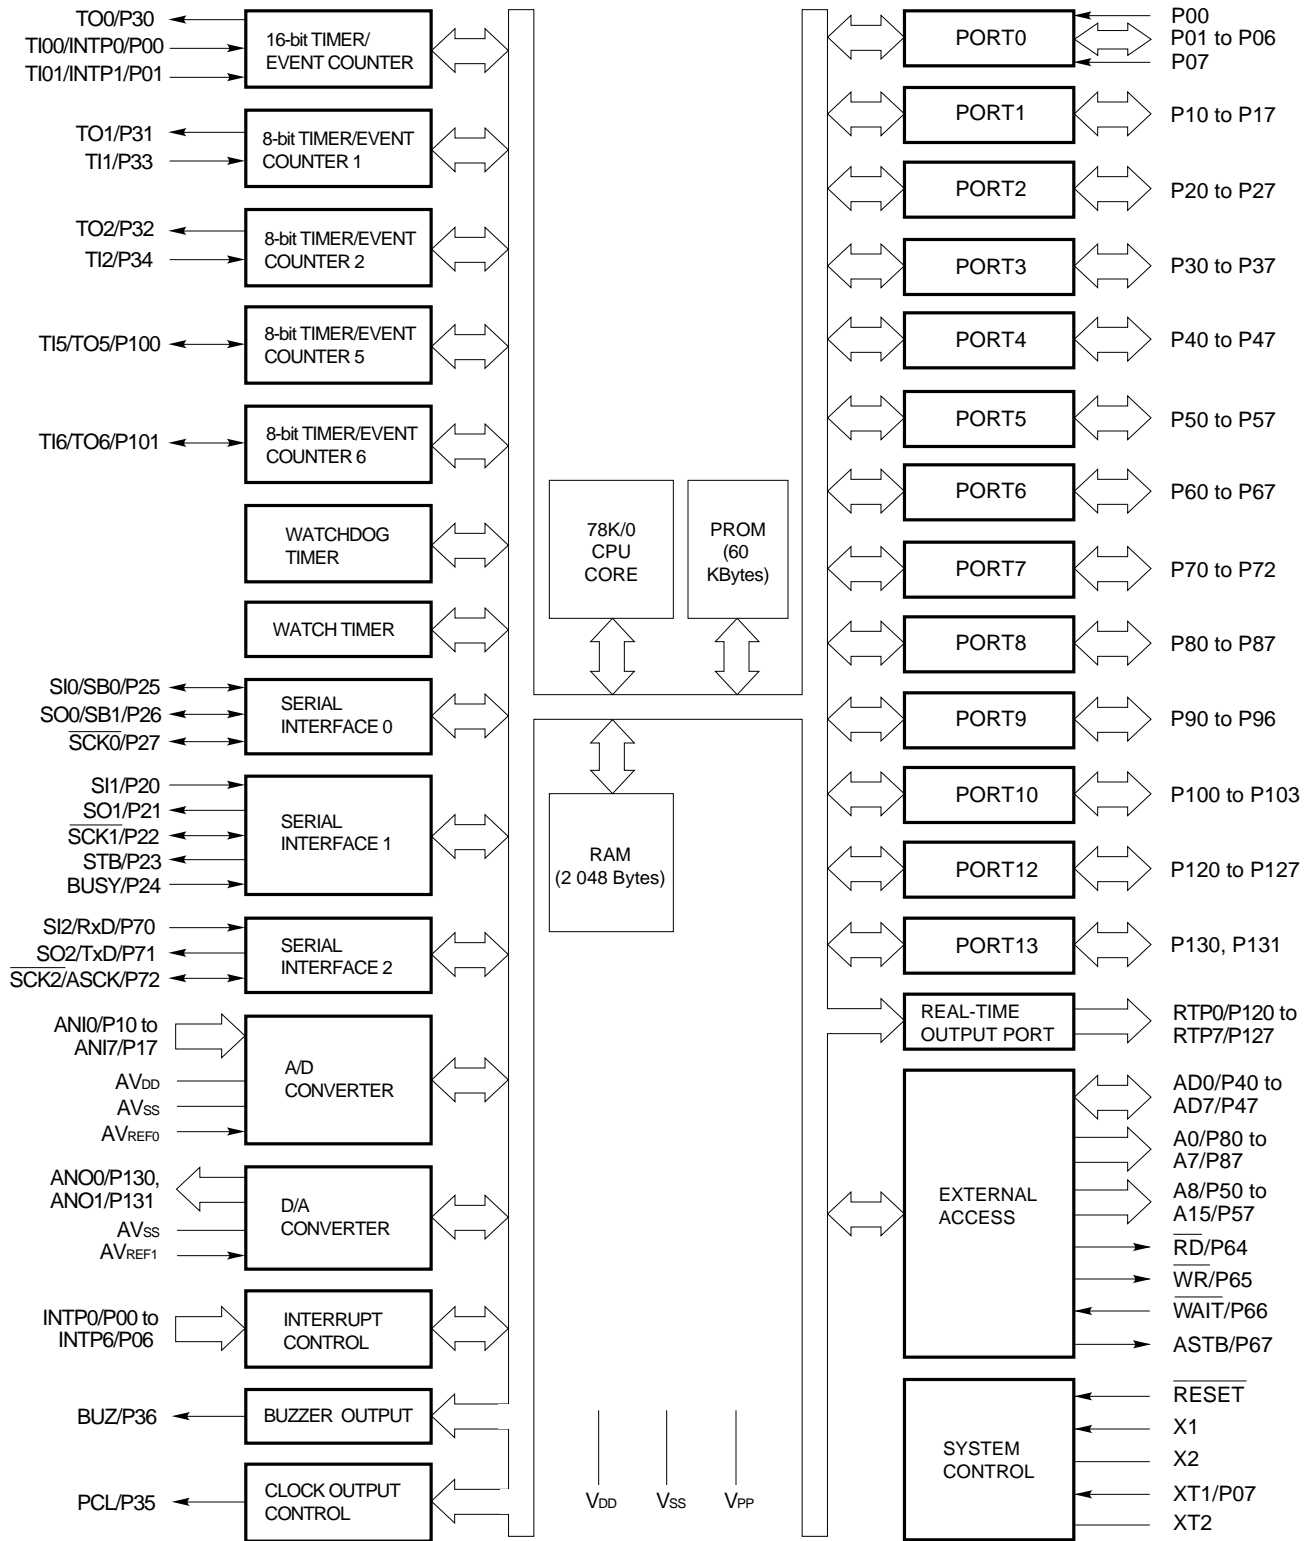 TO0/P30
TI00/INTP0/P00
TI01/INTP1/P01
16-bit TIMER/
EVENT COUNTER
TO1/P31
TI1/P33
8-bit TIMER/EVENT
COUNTER 1
TO2/P32
TI2/P34
8-bit TIMER/EVENT
COUNTER 2
TI5/TO5/P100
8-bit TIMER/EVENT
COUNTER 5
TI6/TO6/P101
8-bit TIMER/EVENT
COUNTER 6
WATCHDOG
TIMER
WATCH TIMER
SI0/SB0/P25
SO0/SB1/P26
SCK0/P27
SERIAL
INTERFACE 0
SI1/P20
SO1/P21
SCK1/P22
STB/P23
BUSY/P24
SERIAL
INTERFACE 1
SI2/RxD/P70
SO2/TxD/P71
SCK2/ASCK/P72
SERIAL
INTERFACE 2
ANI0/P10 to
ANI7/P17
AVDD
AVSS
AVREF0
A/D
CONVERTER
ANO0/P130,
ANO1/P131
AVSS
AVREF1
D/A
CONVERTER
INTP0/P00 to
INTP6/P06
INTERRUPT
CONTROL
BUZ/P36
BUZZER OUTPUT
PCL/P35
CLOCK OUTPUT
CONTROL
78K/0
CPU
CORE
PROM
(60
KBytes)
RAM
(2 048 Bytes)
VDD
VSS
VPP
PORT0
P00
P01 to P06
P07
PORT1
P10 to P17
PORT2
P20 to P27
PORT3
P30 to P37
PORT4
P40 to P47
PORT5
P50 to P57
PORT6
P60 to P67
PORT7
P70 to P72
PORT8
P80 to P87
PORT9
P90 to P96
PORT10
P100 to P103
PORT12
P120 to P127
PORT13
P130, P131
REAL-TIME
OUTPUT PORT
RTP0/P120 to
RTP7/P127
EXTERNAL
ACCESS
AD0/P40 to
AD7/P47
A0/P80 to
A7/P87
A8/P50 to
A15/P57
RD/P64
WR/P65
WAIT/P66
ASTB/P67
SYSTEM
CONTROL
RESET
X1
X2
XT1/P07
XT2